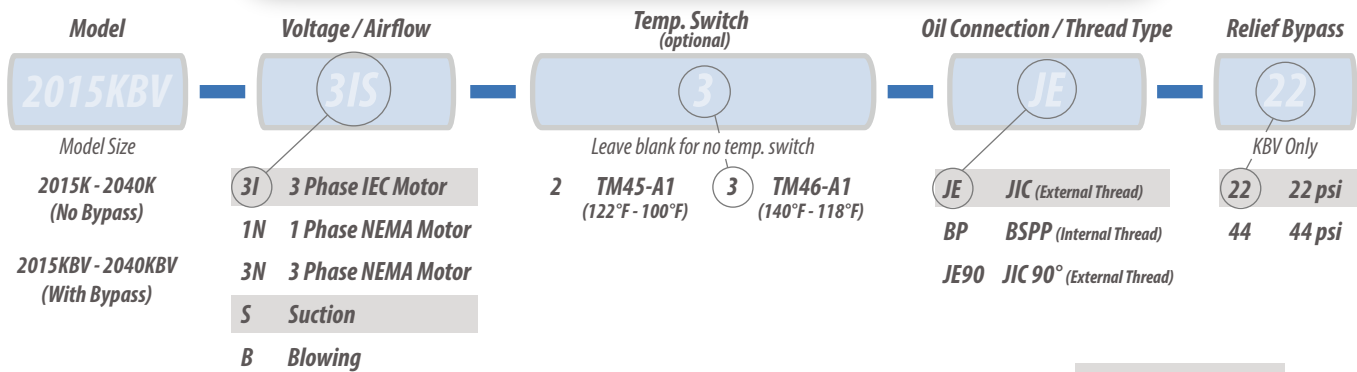 Model Voltage / Airflow Temp. Switch Oil Connection / Thread Type Relief Bypass
(optional)
2015KBV 3IS 3 JE 22
Model Size Leave blank for no temp. switch KBV Only
2015K - 2040K
(No Bypass)
2015KBV - 2040KBV
(With Bypass)
3I 3 Phase IEC Motor
1N 1 Phase NEMA Motor
3N 3 Phase NEMA Motor
S Suction
B Blowing
2 TM45-A1 3 TM46-A1
(122°F - 100°F) (140°F - 118°F)
JE JIC (External Thread)
BP BSPP (Internal Thread)
JE90 JIC 90° (External Thread)
22 22 psi
44 44 psi